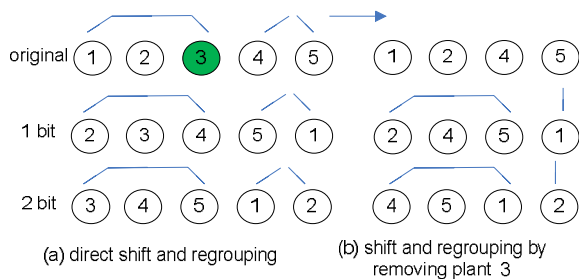 original 1 2 3 4 5 1 2 4 5
1 bit 2 3 4 5 1 2 4 5 1
2 bit 3 4 5 1 2 4 5 1 2
(a) direct shift and regrouping
(b) shift and regrouping by
removing plant 3